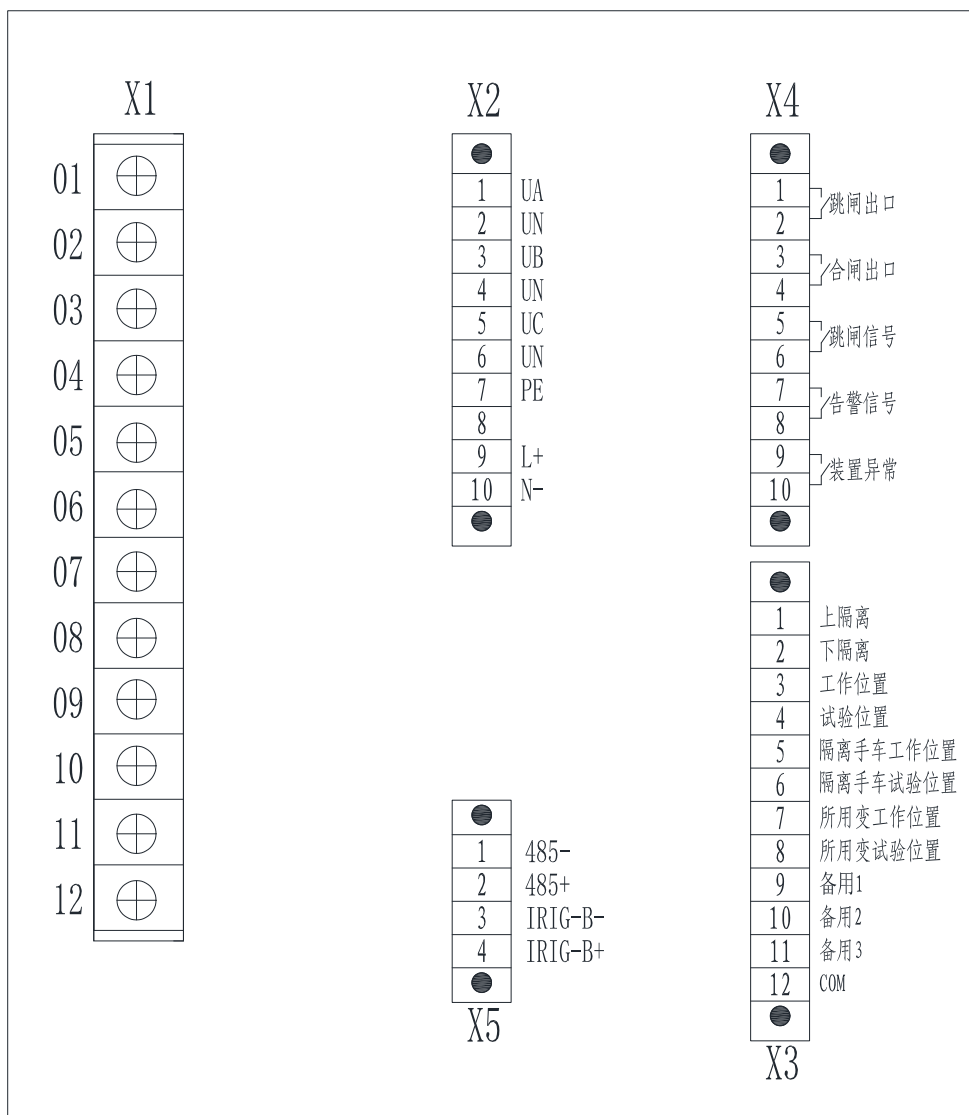 X1
01
02
03
04
05
06
07
08
09
10
11
12
X2
1 UA
2 UN
3 UB
4 UN
5 UC
6 UN
7 PE
8
9 L+
10 N-
X4
1
跳闸出口
2
3
合闸出口
4
5
跳闸信号
6
7
告警信号
8
9
装置异常
10
1 485-
2 485+
3 IRIG-B-
4 IRIG-B+
X5
1 上隔离
2 下隔离
3 工作位置
4 试验位置
5 隔离手车工作位置
6 隔离手车试验位置
7 所用变工作位置
8 所用变试验位置
9 备用1
10 备用2
11 备用3
12 COM
X3